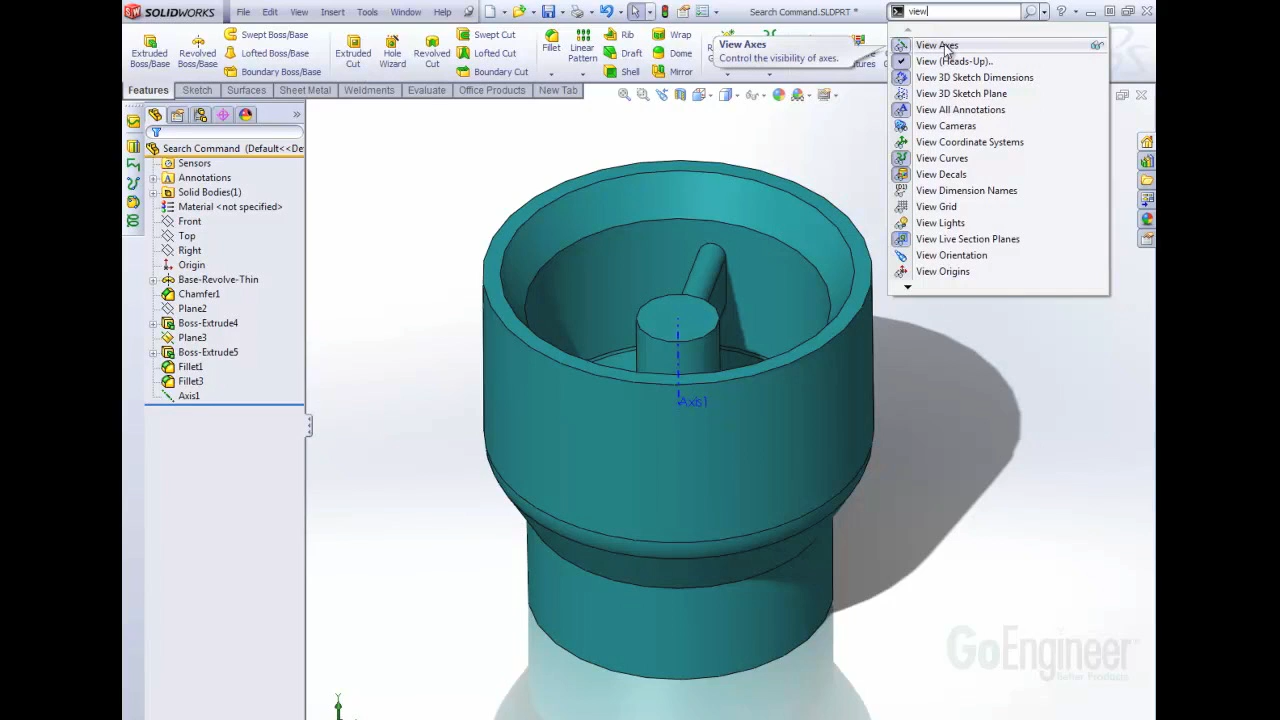 SOLIDWORKS File Edit View Insert Tools Window Help Search Command.SLDPRT * view
Extruded Boss/Base
Revolved Boss/Base
Swept Boss/Base
Lofted Boss/Base
Boundary Boss/Base
Extruded Cut
Hole Wizard
Revolved Cut
Swept Cut
Lofted Cut
Boundary Cut
Fillet
Linear Pattern
Rib
Draft
Shell
Wrap
Dome
Mirror
View Axes
Control the visibility of axes.
Features Sketch Surfaces Sheet Metal Weldments Evaluate Office Products New Tab
Search Command (Default<<De
Sensors
Annotations
Solid Bodies(1)
Material <not specified>
Front
Top
Right
Origin
Base-Revolve-Thin
Chamfer1
Plane2
Boss-Extrude4
Plane3
Boss-Extrude5
Fillet1
Fillet3
Axis1
View Axes
View (Heads-Up)..
View 3D Sketch Dimensions
View 3D Sketch Plane
View All Annotations
View Cameras
View Coordinate Systems
View Curves
View Decals
View Dimension Names
View Grid
View Lights
View Live Section Planes
View Orientation
View Origins
Axis1
GoEngineer
Better Products
Y